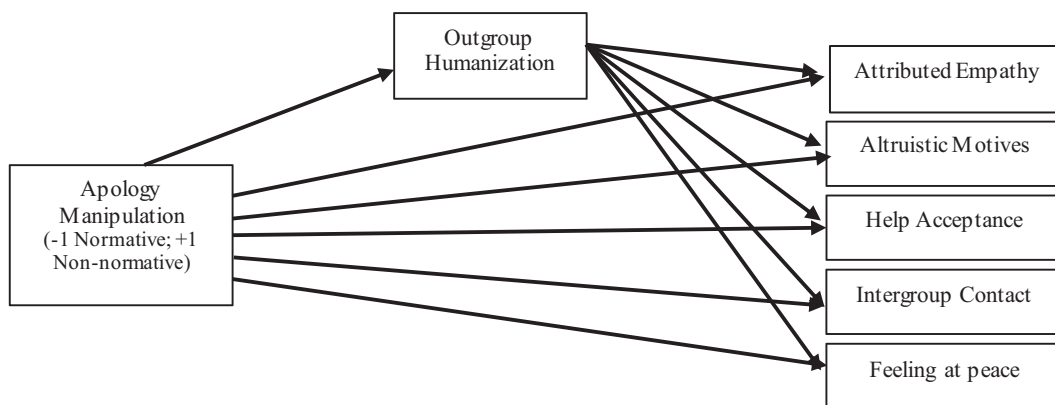 Outgroup
Humanization
Attributed Empathy
Altruistic Motives
Apology
Manipulation
(-1 Normative; +1
Non-normative)
Help Acceptance
Intergroup Contact
Feeling at peace